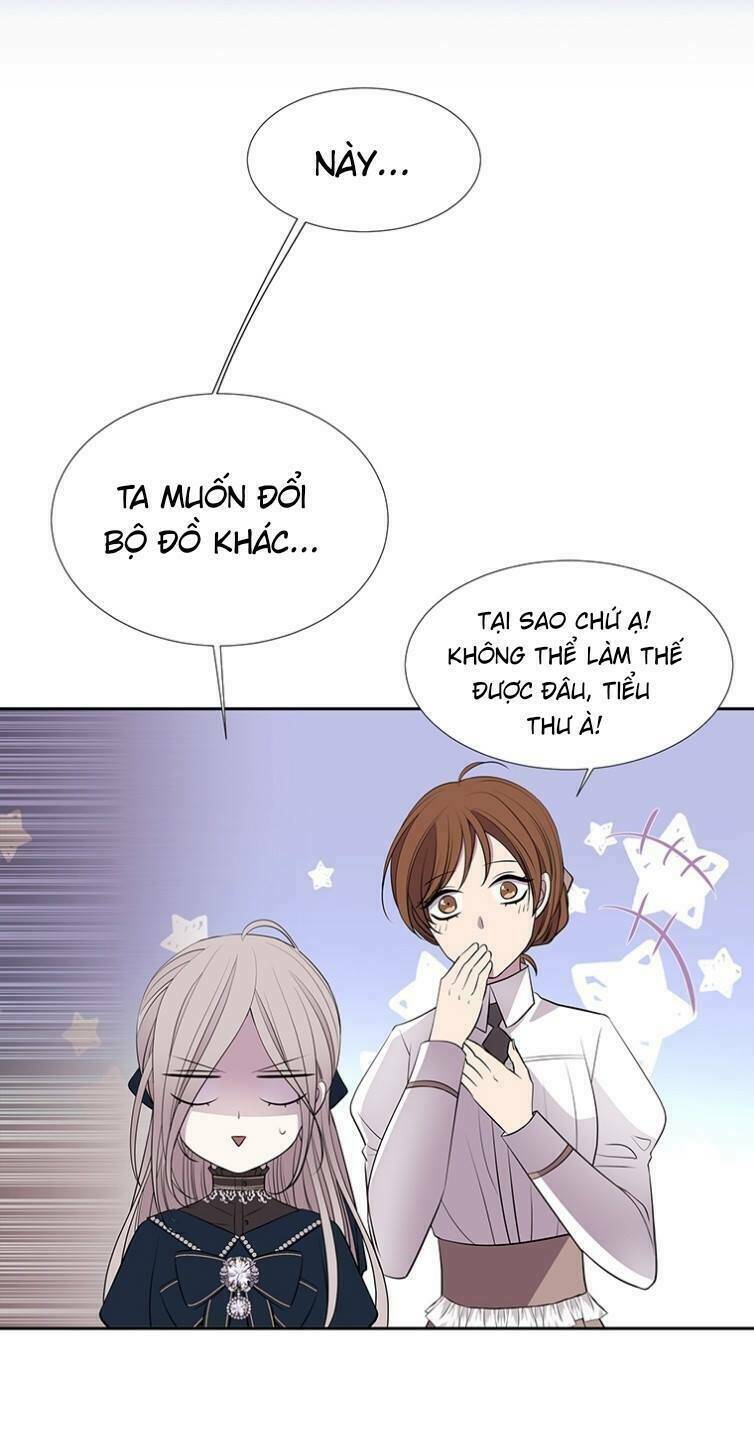 NÀY...
TA MUỐN ĐỔI
BỘ ĐỒ KHÁC...
TẠI SAO CHỨ Ạ!
KHÔNG THỂ LÀM THẾ
ĐƯỢC ĐÂU, TIỂU
THƯ À!